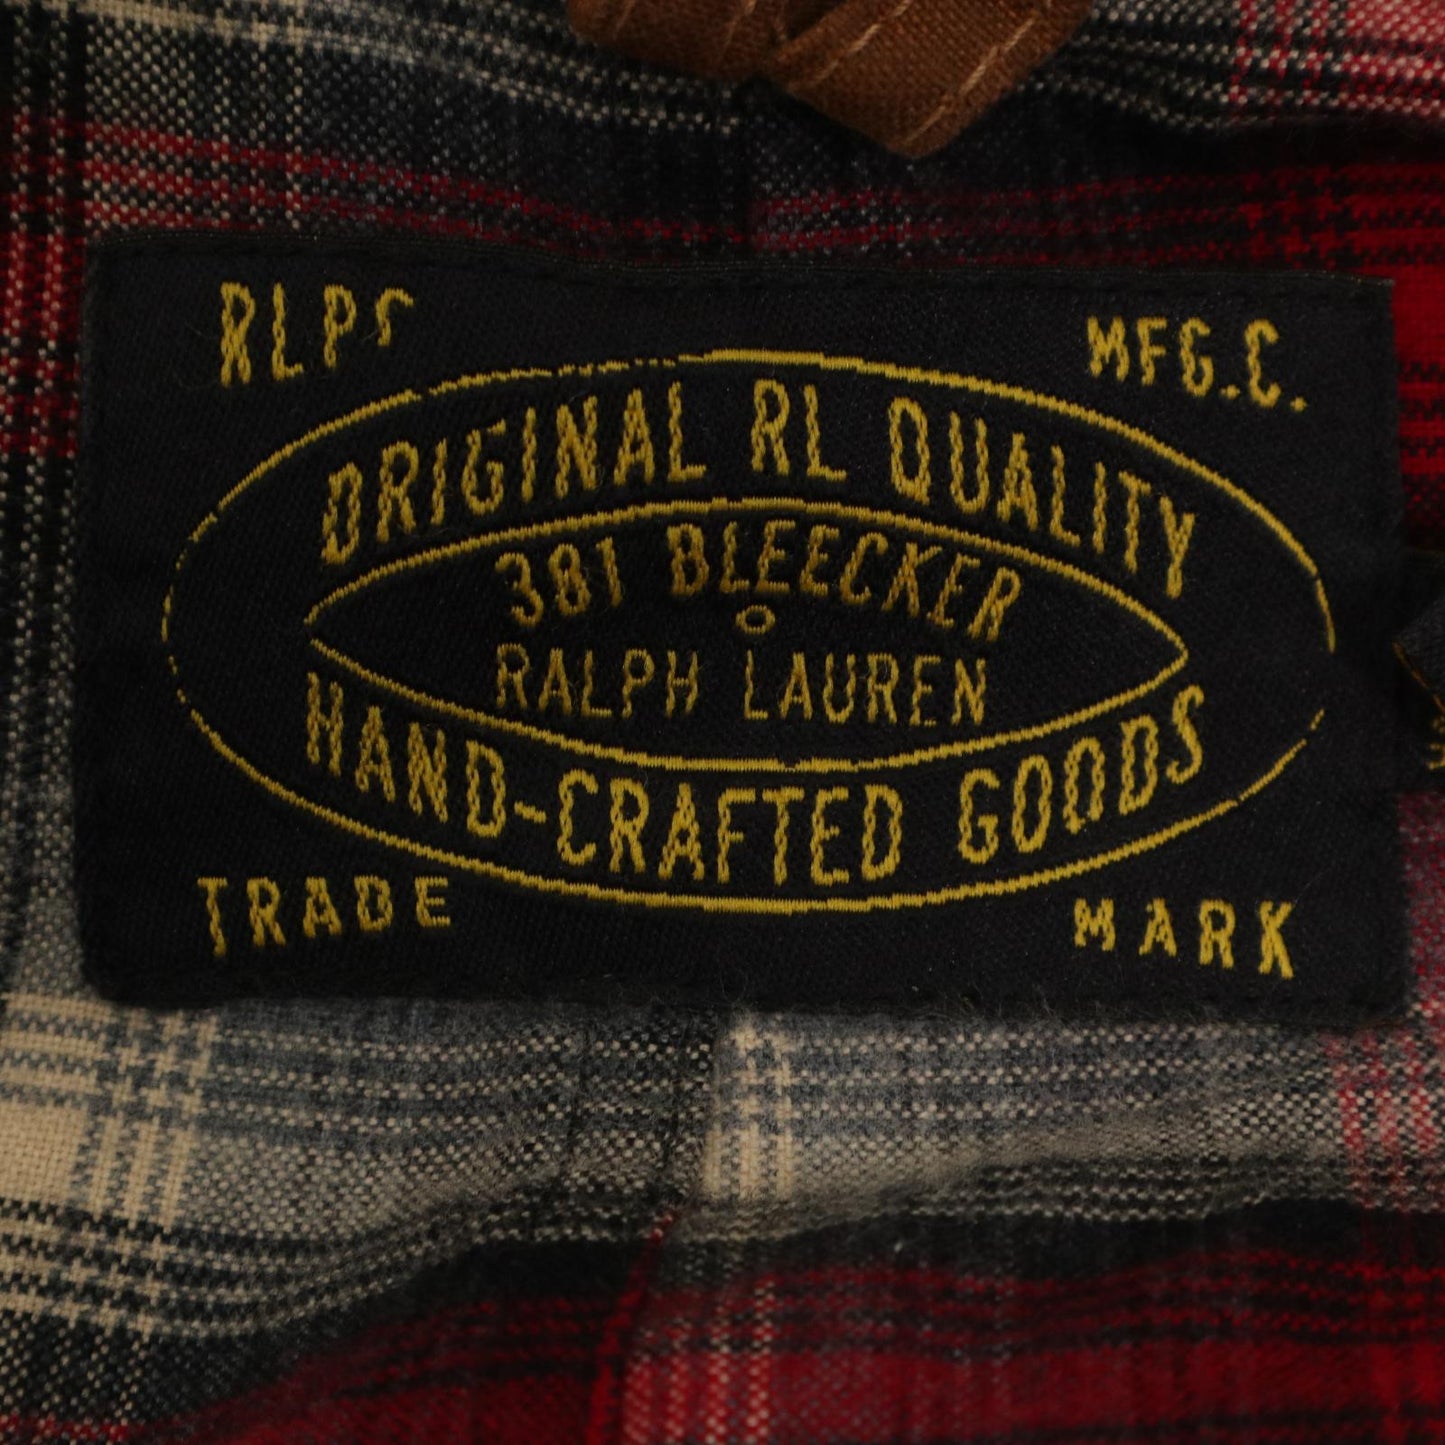 RLPS MFG.C.
ORIGINAL RL QUALITY
381 BLEECKER
RALPH LAUREN
HAND-CRAFTED GOODS
TRADE MARK